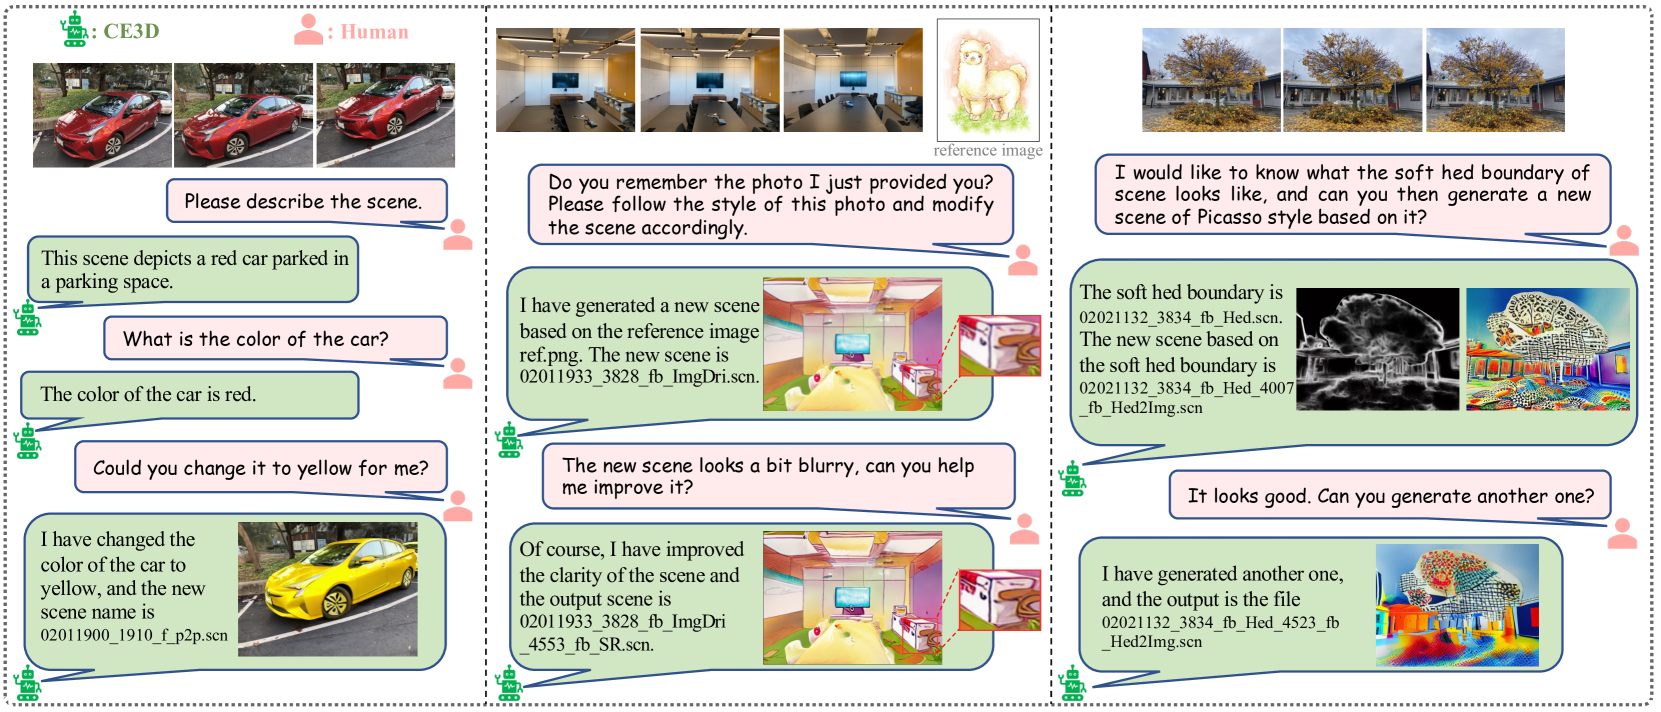 : CE3D
: Human
Please describe the scene.
This scene depicts a red car parked in
a parking space.
What is the color of the car?
The color of the car is red.
Could you change it to yellow for me?
I have changed the
color of the car to
yellow, and the new
scene name is
02011900_1910_f_p2p.scn
reference image
Do you remember the photo I just provided you?
Please follow the style of this photo and modify
the scene accordingly.
I have generated a new scene
based on the reference image
ref.png. The new scene is
02011933_3828_fb_ImgDri.scn.
The new scene looks a bit blurry, can you help
me improve it?
Of course, I have improved
the clarity of the scene and
the output scene is
02011933_3828_fb_ImgDri
_4553_fb_SR.scn.
I would like to know what the soft hed boundary of
scene looks like, and can you then generate a new
scene of Picasso style based on it?
The soft hed boundary is
02021132_3834_fb_Hed.scn.
The new scene based on
the soft hed boundary is
02021132_3834_fb_Hed_4007
_fb_Hed2Img.scn
It looks good. Can you generate another one?
I have generated another one,
and the output is the file
02021132_3834_fb_Hed_4523_fb
_Hed2Img.scn